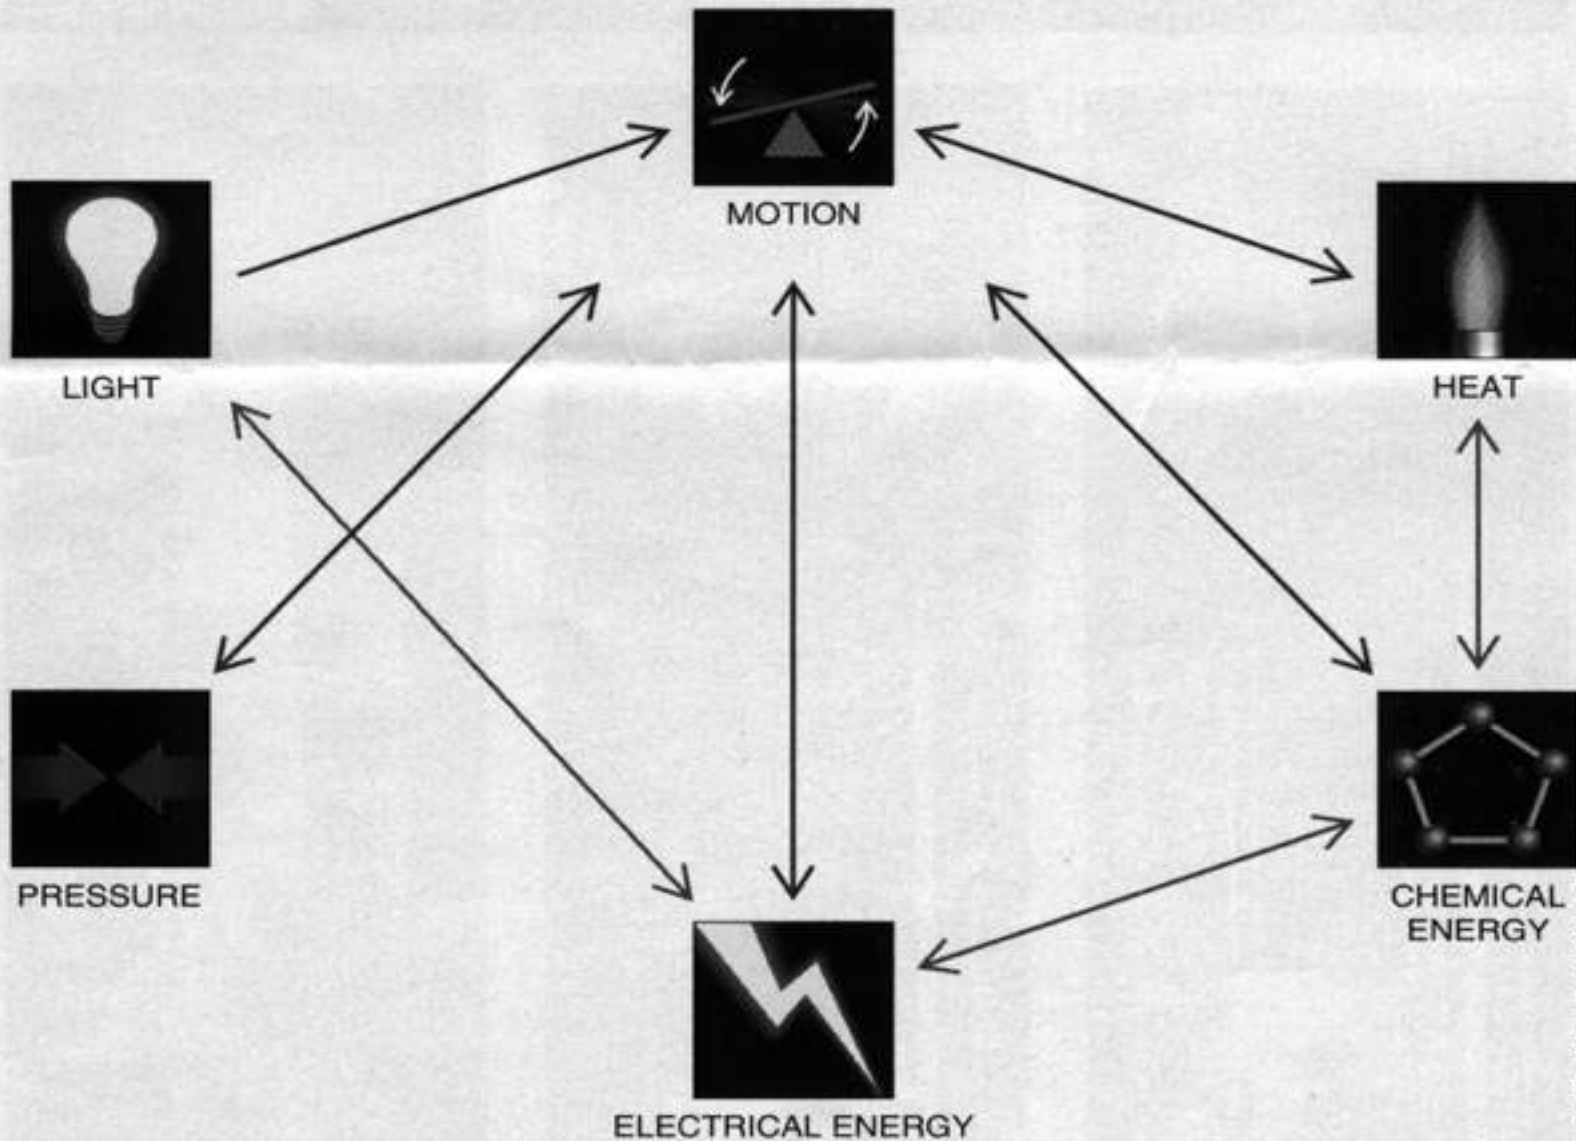 MOTION
LIGHT
HEAT
PRESSURE
CHEMICAL
ENERGY
ELECTRICAL ENERGY